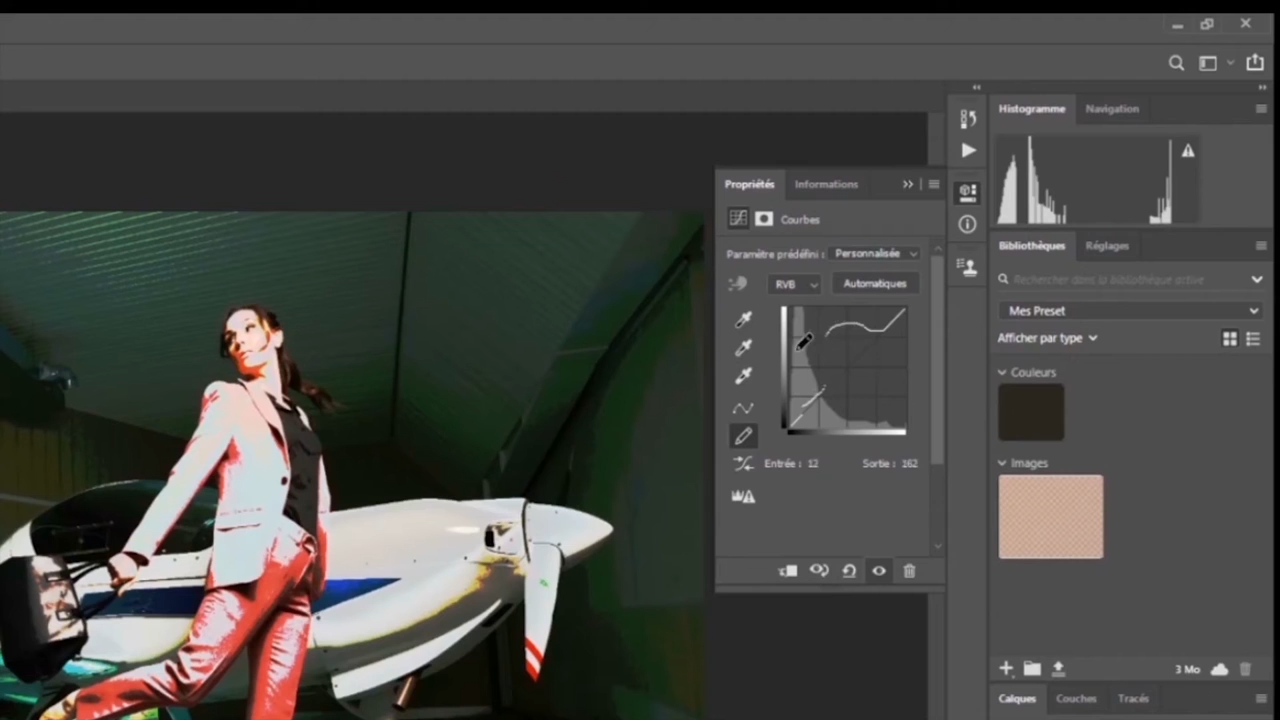 Histogramme Navigation
Propriétés Informations
Courbes
Paramètre prédéfini : Personnalisée
RVB Automatiques
Entrée : 12 Sortie : 162
Bibliothèques Réglages
Rechercher dans la bibliothèque active
Mes Preset
Afficher par type
Couleurs
Images
3 Mo
Calques Couches Tracés